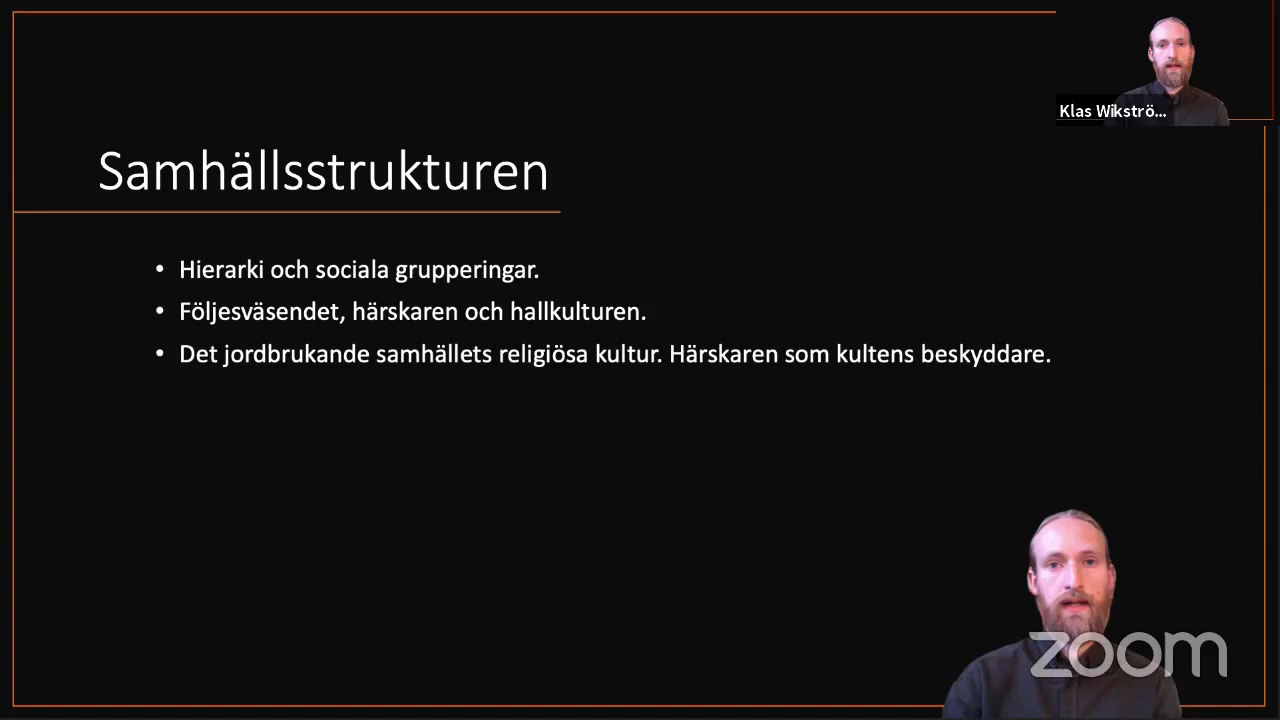 Klas Wikströ...
Samhällsstrukturen
• Hierarki och sociala grupperingar.
• Följesväsendet, härskaren och hallkulturen.
• Det jordbrukande samhällets religiösa kultur. Härskaren som kultens beskyddare.
zoom